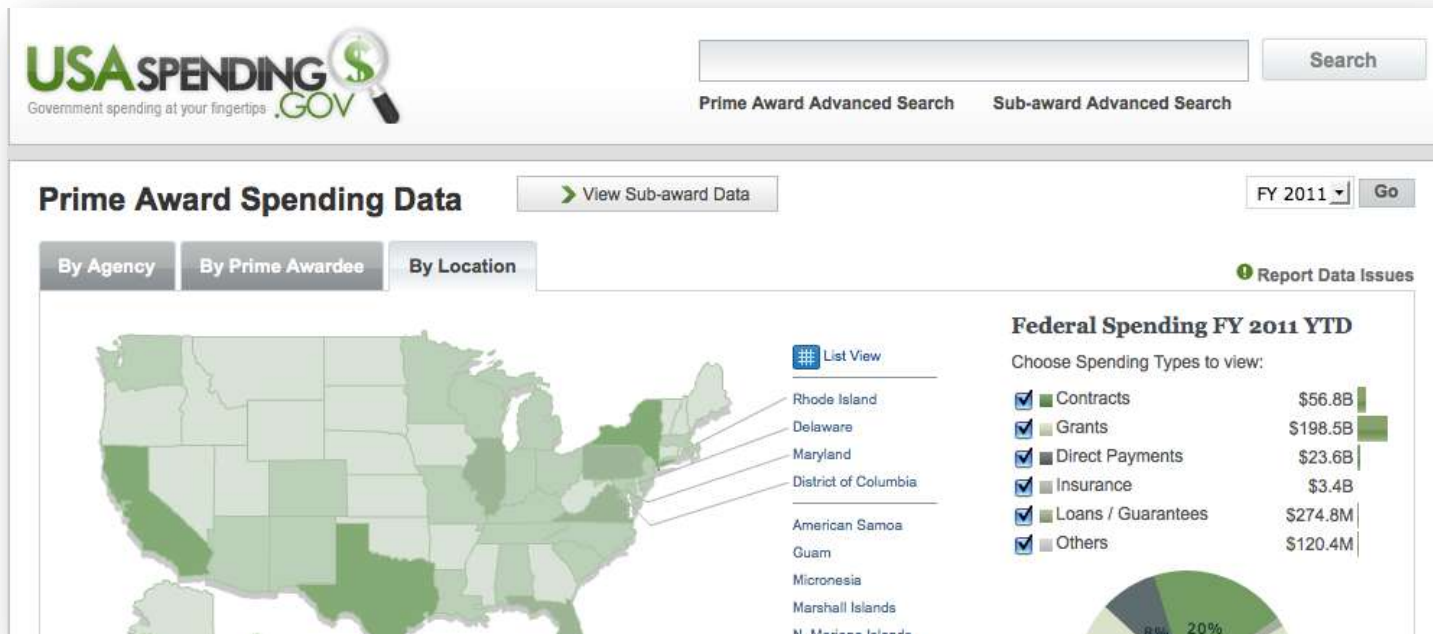 USASPENDING.GOV
Government spending at your fingertips
Search
Prime Award Advanced Search
Sub-award Advanced Search
Prime Award Spending Data
View Sub-award Data
FY 2011
Go
By Agency
By Prime Awardee
By Location
Report Data Issues
List View
Rhode Island
Delaware
Maryland
District of Columbia
American Samoa
Guam
Micronesia
Marshall Islands
N. Mariana Islands
Federal Spending FY 2011 YTD
Choose Spending Types to view:
Contracts $56.8B
Grants $198.5B
Direct Payments $23.6B
Insurance $3.4B
Loans / Guarantees $274.8M
Others $120.4M
8% 20%